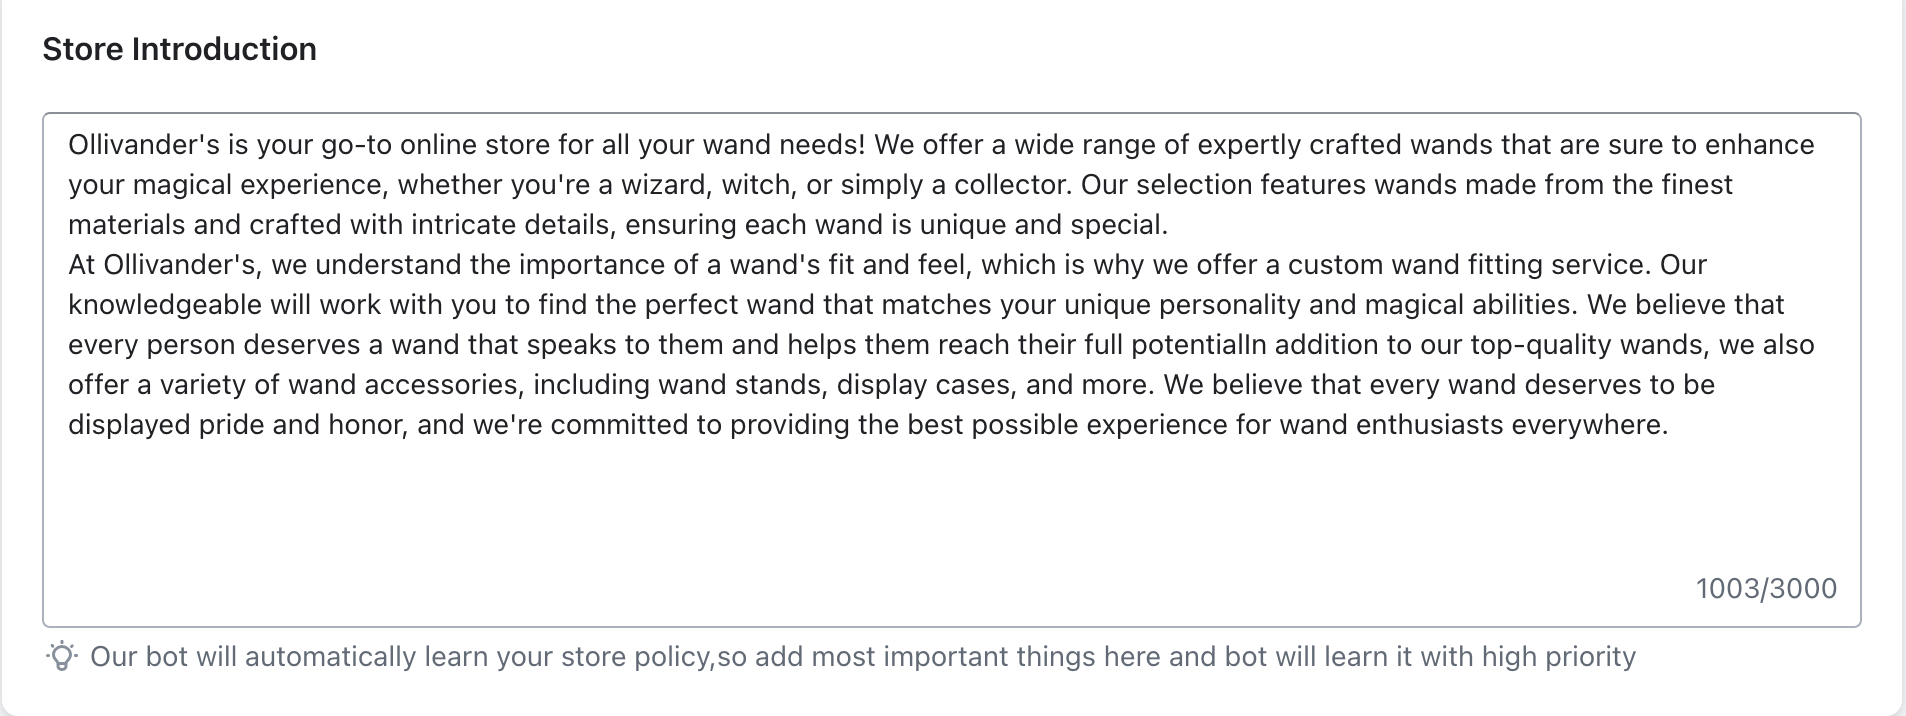 Store Introduction
Ollivander's is your go-to online store for all your wand needs! We offer a wide range of expertly crafted wands that are sure to enhance
your magical experience, whether you're a wizard, witch, or simply a collector. Our selection features wands made from the finest
materials and crafted with intricate details, ensuring each wand is unique and special.
At Ollivander's, we understand the importance of a wand's fit and feel, which is why we offer a custom wand fitting service. Our
knowledgeable will work with you to find the perfect wand that matches your unique personality and magical abilities. We believe that
every person deserves a wand that speaks to them and helps them reach their full potentialIn addition to our top-quality wands, we also
offer a variety of wand accessories, including wand stands, display cases, and more. We believe that every wand deserves to be
displayed pride and honor, and we're committed to providing the best possible experience for wand enthusiasts everywhere.
1003/3000
Our bot will automatically learn your store policy,so add most important things here and bot will learn it with high priority